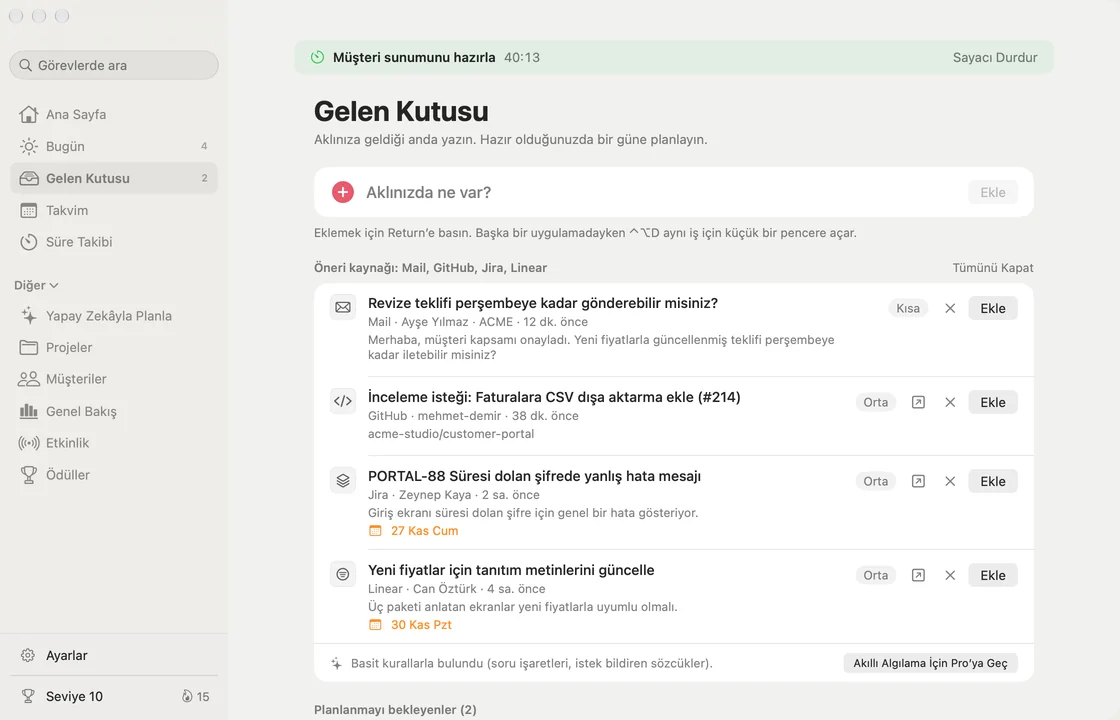 Görevlerde ara
Ana Sayfa
Bugün 4
Gelen Kutusu 2
Takvim
Süre Takibi
Diğer
Yapay Zekâyla Planla
Projeler
Müşteriler
Genel Bakış
Etkinlik
Ödüller
Ayarlar
Seviye 10 15
Müşteri sunumunu hazırla 40:13 Sayacı Durdur
Gelen Kutusu
Aklınıza geldiği anda yazın. Hazır olduğunuzda bir güne planlayın.
Aklınızda ne var? Ekle
Eklemek için Return’e basın. Başka bir uygulamadayken ⌃⌥D aynı iş için küçük bir pencere açar.
Öneri kaynağı: Mail, GitHub, Jira, Linear Tümünü Kapat
Revize teklifi perşembeye kadar gönderebilir misiniz? Kısa Ekle
Mail · Ayşe Yılmaz · ACME · 12 dk. önce
Merhaba, müşteri kapsamı onayladı. Yeni fiyatlarla güncellenmiş teklifi perşembeye
kadar iletebilir misiniz?
İnceleme isteği: Faturalara CSV dışa aktarma ekle (#214) Orta Ekle
GitHub · mehmet-demir · 38 dk. önce
acme-studio/customer-portal
PORTAL-88 Süresi dolan şifrede yanlış hata mesajı Orta Ekle
Jira · Zeynep Kaya · 2 sa. önce
Giriş ekranı süresi dolan şifre için genel bir hata gösteriyor.
27 Kas Cum
Yeni fiyatlar için tanıtım metinlerini güncelle Orta Ekle
Linear · Can Öztürk · 4 sa. önce
Üç paketi anlatan ekranlar yeni fiyatlarla uyumlu olmalı.
30 Kas Pzt
Basit kurallarla bulundu (soru işaretleri, istek bildiren sözcükler). Akıllı Algılama İçin Pro’ya Geç
Planlanmayı bekleyenler (2)